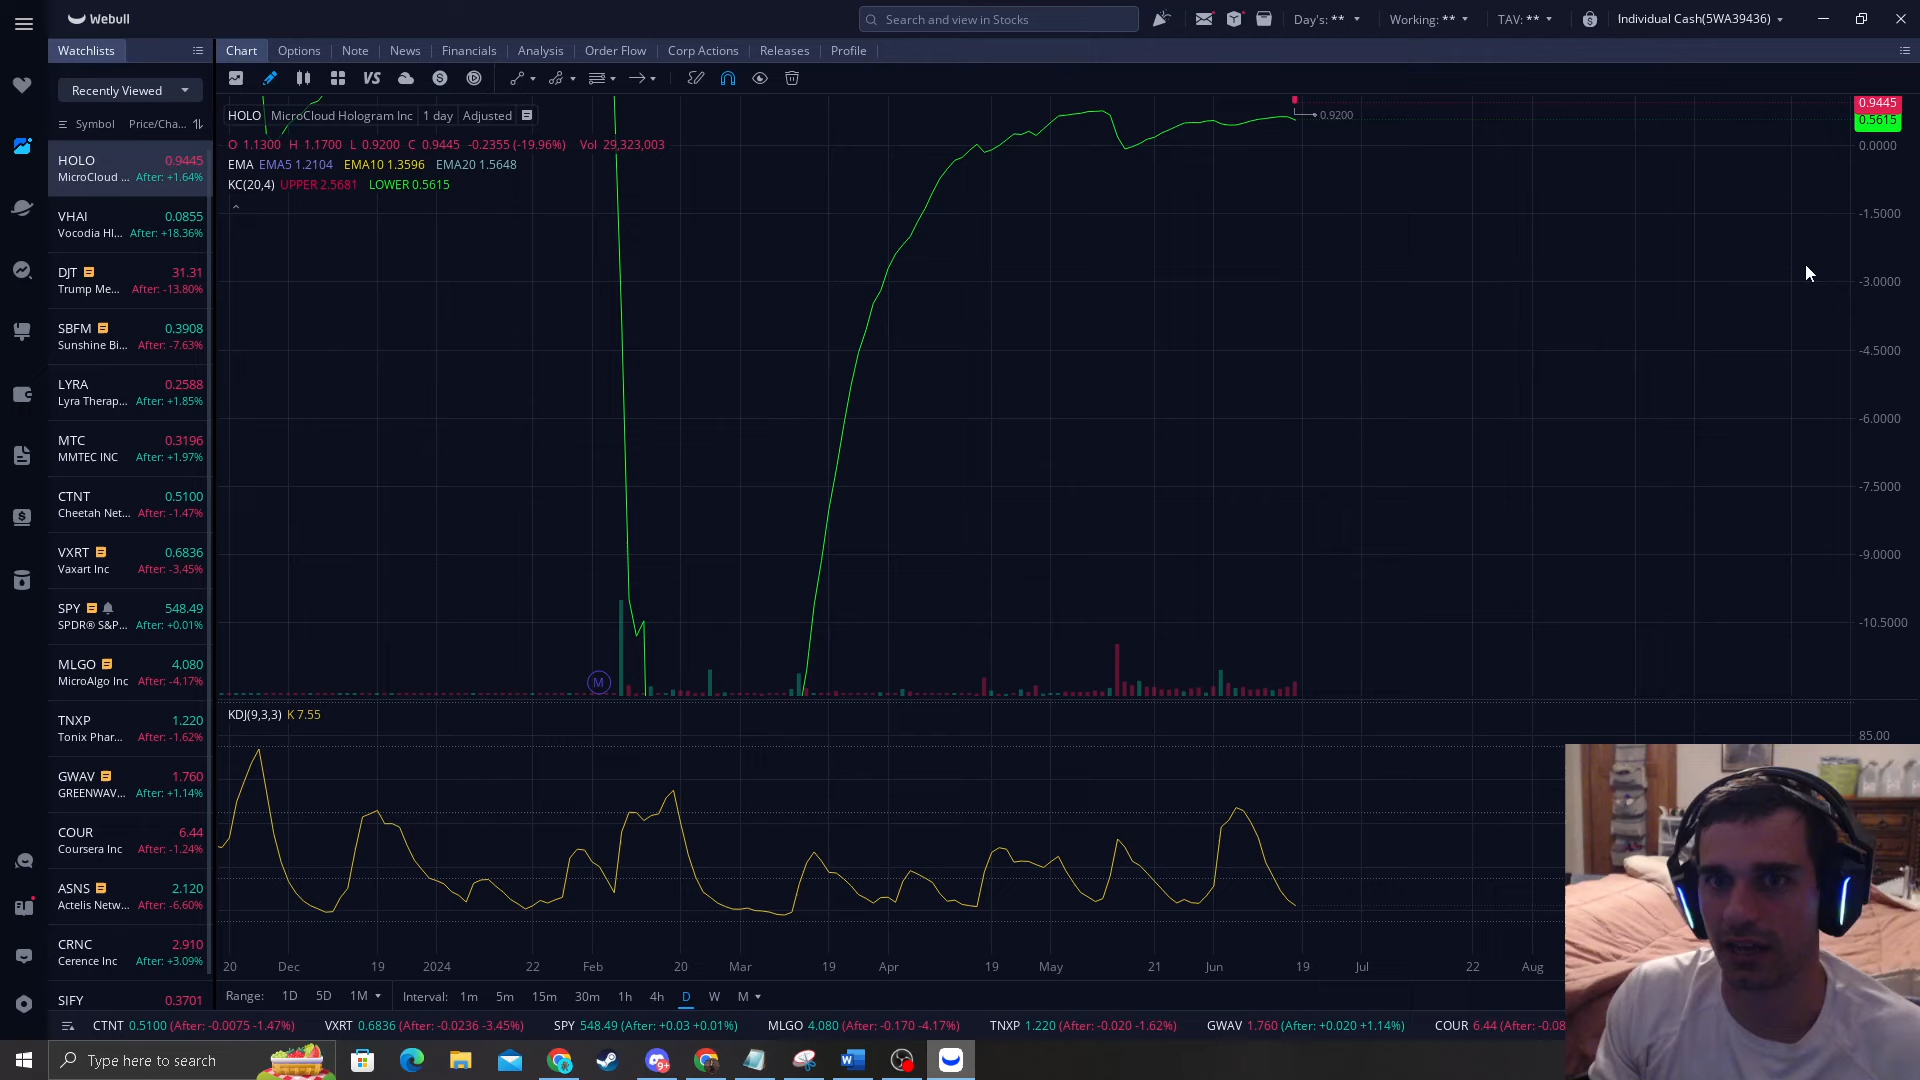 Webull
Search and view in Stocks
Day's: **
Working: **
TAV: **
Individual Cash(5WA39436)
Watchlists
Chart
Options
Note
News
Financials
Analysis
Order Flow
Corp Actions
Releases
Profile
Recently Viewed
VS
Symbol
Price/Cha...
HOLO 0.9445
MicroCloud ... After: +1.64%
VHAI 0.0855
Vocodia Hl... After: +18.36%
DJT 31.31
Trump Me... After: -13.80%
SBFM 0.3908
Sunshine Bi... After: -7.63%
LYRA 0.2588
Lyra Therap... After: +1.85%
MTC 0.3196
MMTEC INC After: +1.97%
CTNT 0.5100
Cheetah Net... After: -1.47%
VXRT 0.6836
Vaxart Inc After: -3.45%
SPY 548.49
SPDR® S&P... After: +0.01%
MLGO 4.080
MicroAlgo Inc After: -4.17%
TNXP 1.220
Tonix Phar... After: -1.62%
GWAV 1.760
GREENWAV... After: +1.14%
COUR 6.44
Coursera Inc After: -1.24%
ASNS 2.120
Actelis Netw... After: -6.60%
CRNC 2.910
Cerence Inc After: +3.09%
SIFY 0.3701
HOLO MicroCloud Hologram Inc 1 day Adjusted
O 1.1300 H 1.1700 L 0.9200 C 0.9445 -0.2355 (-19.96%) Vol 29,323,003
EMA EMA5 1.2104 EMA10 1.3596 EMA20 1.5648
KC(20,4) UPPER 2.5681 LOWER 0.5615
0.9200
0.9445
0.5615
0.0000
-1.5000
-3.0000
-4.5000
-6.0000
-7.5000
-9.0000
-10.5000
M
KDJ(9,3,3) K 7.55
85.00
20 Dec 19 2024 22 Feb 20 Mar 19 Apr 19 May 21 Jun 19 Jul 22 Aug
Range: 1D 5D 1M Interval: 1m 5m 15m 30m 1h 4h D W M
CTNT 0.5100 (After: -0.0075 -1.47%) VXRT 0.6836 (After: -0.0236 -3.45%) SPY 548.49 (After: +0.03 +0.01%) MLGO 4.080 (After: -0.170 -4.17%) TNXP 1.220 (After: -0.020 -1.62%) GWAV 1.760 (After: +0.020 +1.14%) COUR 6.44 (After: -0.08
Type here to search
9+